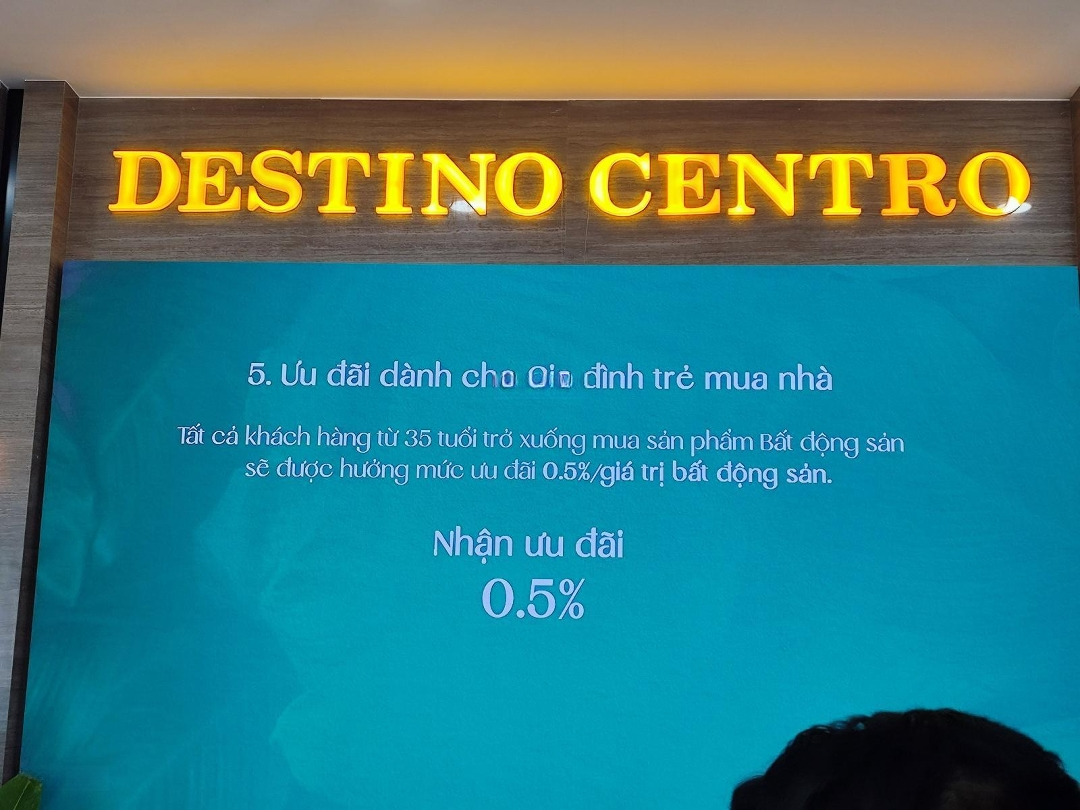 DESTINO CENTRO
5. Ưu đãi dành cho đình trẻ mua nhà
Tất cả khách hàng từ 35 tuổi trở xuống mua sản phẩm Bất động sản
sẽ được hưởng mức ưu đãi 0.5%/giá trị bất động sản.
Nhận ưu đãi
0.5%